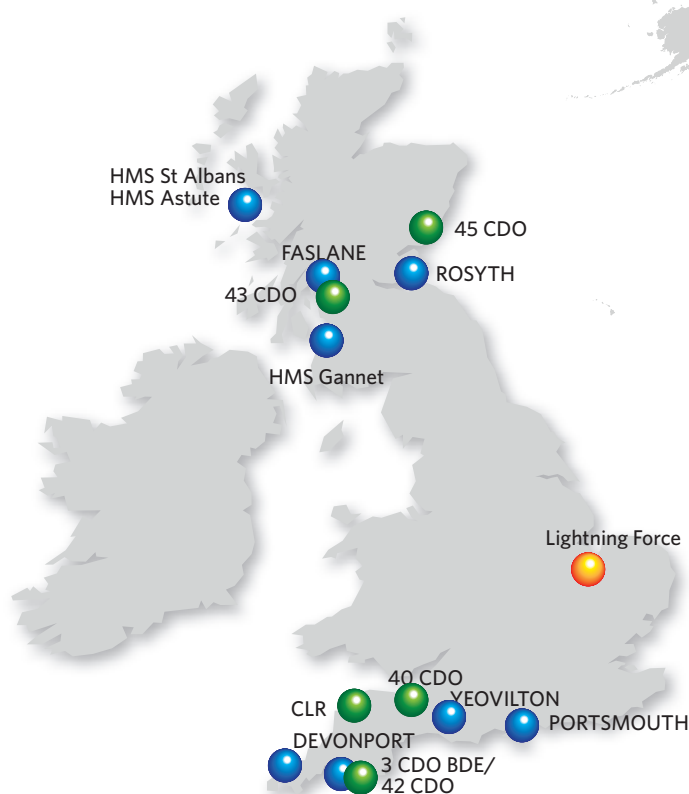 HMS St Albans
HMS Astute
45 CDO
FASLANE
ROSYTH
43 CDO
HMS Gannet
Lightning Force
40 CDO
YEOVILTON
CLR
PORTSMOUTH
DEVONPORT
3 CDO BDE/
42 CDO